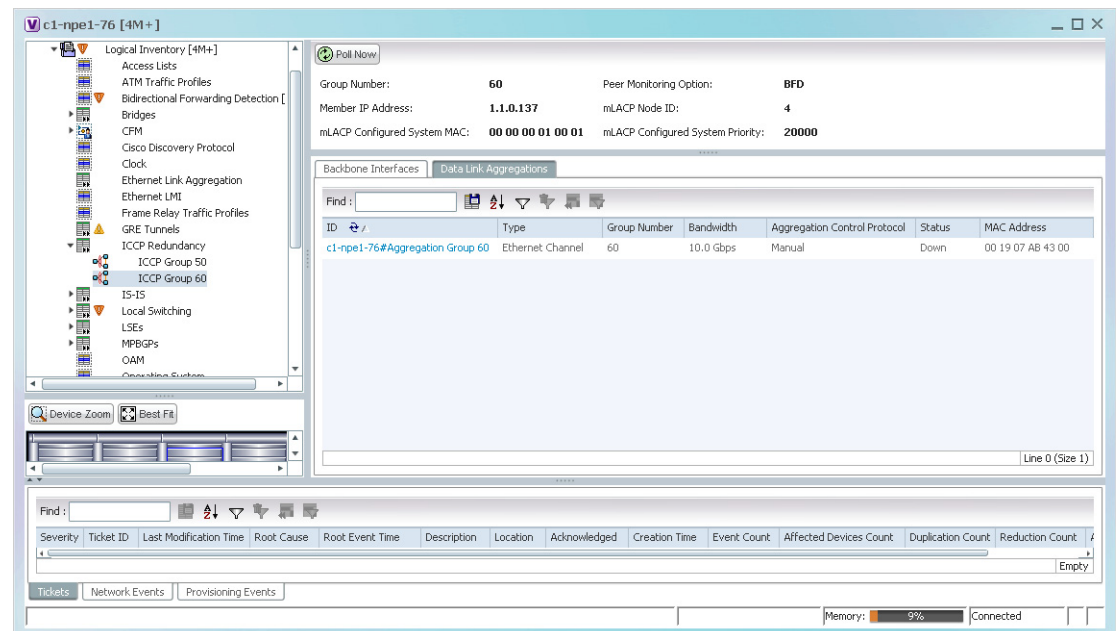 V c1-npe1-76 [4M+]
Logical Inventory [4M+]
Access Lists
ATM Traffic Profiles
Bidirectional Forwarding Detection [
Bridges
CFM
Cisco Discovery Protocol
Clock
Ethernet Link Aggregation
Ethernet LMI
Frame Relay Traffic Profiles
GRE Tunnels
ICCP Redundancy
ICCP Group 50
ICCP Group 60
IS-IS
Local Switching
LSEs
MPBGPs
OAM
Operating System
Device Zoom Best Fit
Poll Now
Group Number: 60 Peer Monitoring Option: BFD
Member IP Address: 1.1.0.137 mLACP Node ID: 4
mLACP Configured System MAC: 00 00 00 01 00 01 mLACP Configured System Priority: 20000
Backbone Interfaces Data Link Aggregations
Find :
ID Type Group Number Bandwidth Aggregation Control Protocol Status MAC Address
c1-npe1-76#Aggregation Group 60 Ethernet Channel 60 10.0 Gbps Manual Down 00 19 07 AB 43 00
Line 0 (Size 1)
Find :
Severity Ticket ID Last Modification Time Root Cause Root Event Time Description Location Acknowledged Creation Time Event Count Affected Devices Count Duplication Count Reduction Count
Empty
Tickets Network Events Provisioning Events
Memory: 9% Connected